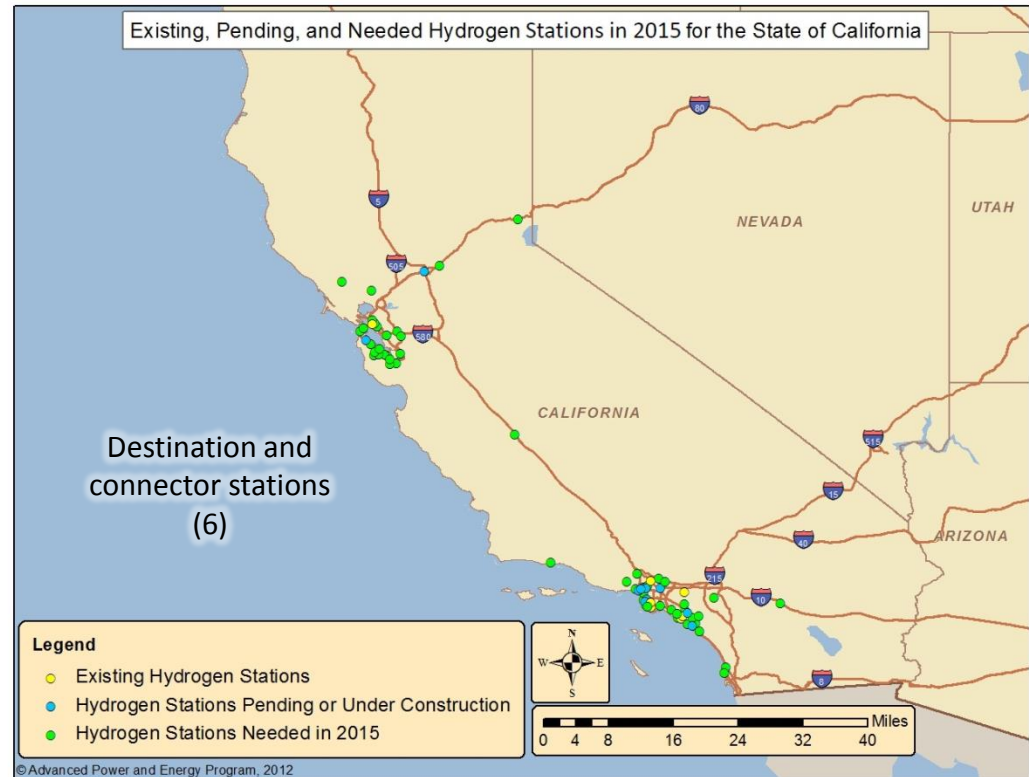 Existing, Pending, and Needed Hydrogen Stations in 2015 for the State of California
80
5
NEVADA
UTAH
505
580
CALIFORNIA
515
Destination and
connector stations
(6)
15
40
ARIZONA
215
10
8
Legend
Existing Hydrogen Stations
Hydrogen Stations Pending or Under Construction
Hydrogen Stations Needed in 2015
N
W E
S
Miles
0 4 8 16 24 32 40
© Advanced Power and Energy Program, 2012